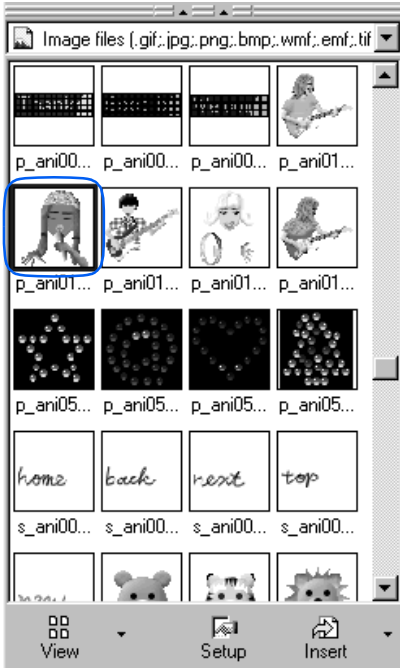 Image files (.gif;.jpg;.png;.bmp;.wmf;.emf;.tif
p_ani00... p_ani00... p_ani00... p_ani01...
p_ani01... p_ani01... p_ani01... p_ani01...
p_ani05... p_ani05... p_ani05... p_ani05...
home back next top
s_ani00... s_ani00... s_ani00... s_ani00...
View Setup Insert